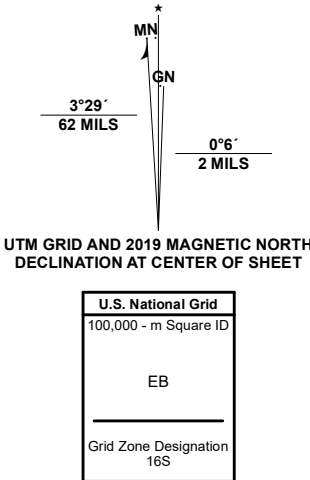 MN
GN
3°29´
62 MILS
0°6´
2 MILS
UTM GRID AND 2019 MAGNETIC NORTH
DECLINATION AT CENTER OF SHEET
U.S. National Grid
100,000 - m Square ID
EB
Grid Zone Designation
16S